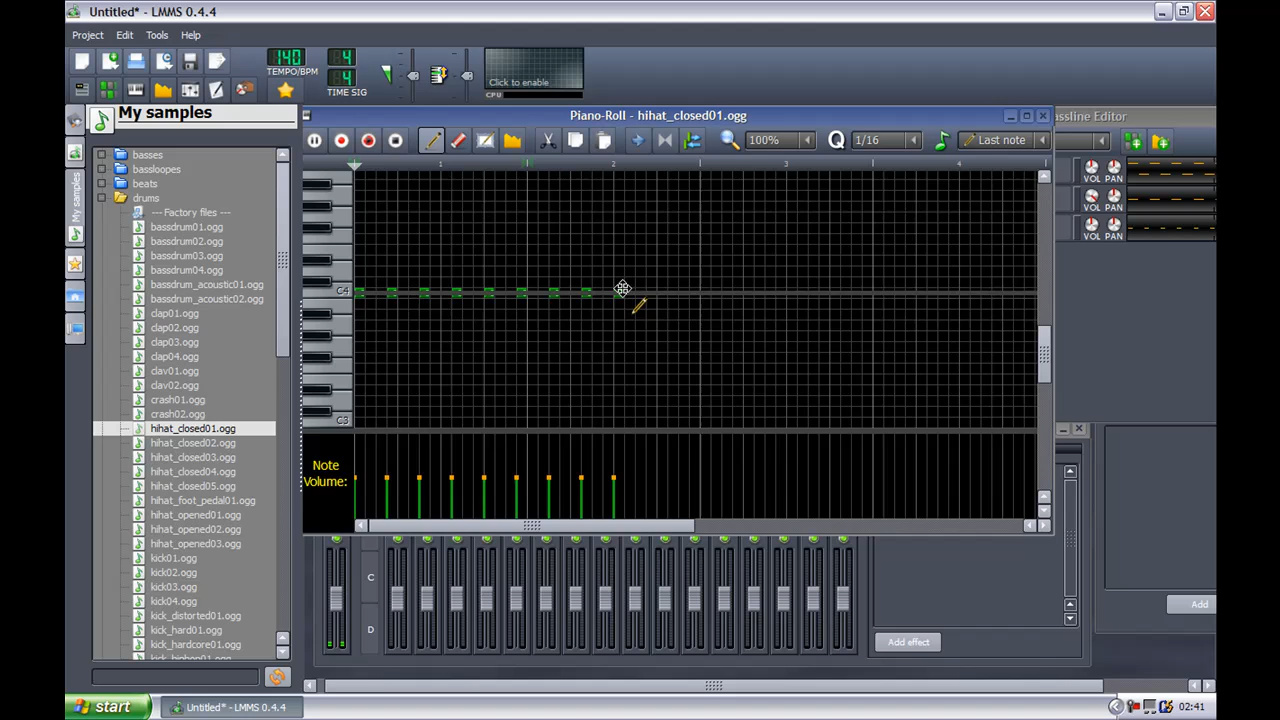 Untitled* - LMMS 0.4.4
Project Edit Tools Help
140
TEMPO/BPM
4
4
TIME SIG
Click to enable
CPU
My samples
My samples
basses
bassloopes
beats
drums
--- Factory files ---
bassdrum01.ogg
bassdrum02.ogg
bassdrum03.ogg
bassdrum04.ogg
bassdrum_acoustic01.ogg
bassdrum_acoustic02.ogg
clap01.ogg
clap02.ogg
clap03.ogg
clap04.ogg
clav01.ogg
clav02.ogg
crash01.ogg
crash02.ogg
hihat_closed01.ogg
hihat_closed02.ogg
hihat_closed03.ogg
hihat_closed04.ogg
hihat_closed05.ogg
hihat_foot_pedal01.ogg
hihat_opened01.ogg
hihat_opened02.ogg
hihat_opened03.ogg
kick01.ogg
kick02.ogg
kick03.ogg
kick04.ogg
kick_distorted01.ogg
kick_hard01.ogg
kick_hardcore01.ogg
kick_hiphop01.ogg
Piano-Roll - hihat_closed01.ogg
100%
Q 1/16
Last note
1 2 3 4
C4
C3
Note
Volume:
assline Editor
VOL PAN
VOL PAN
VOL PAN
C
D
Add effect
Add
start
Untitled* - LMMS 0.4.4
02:41